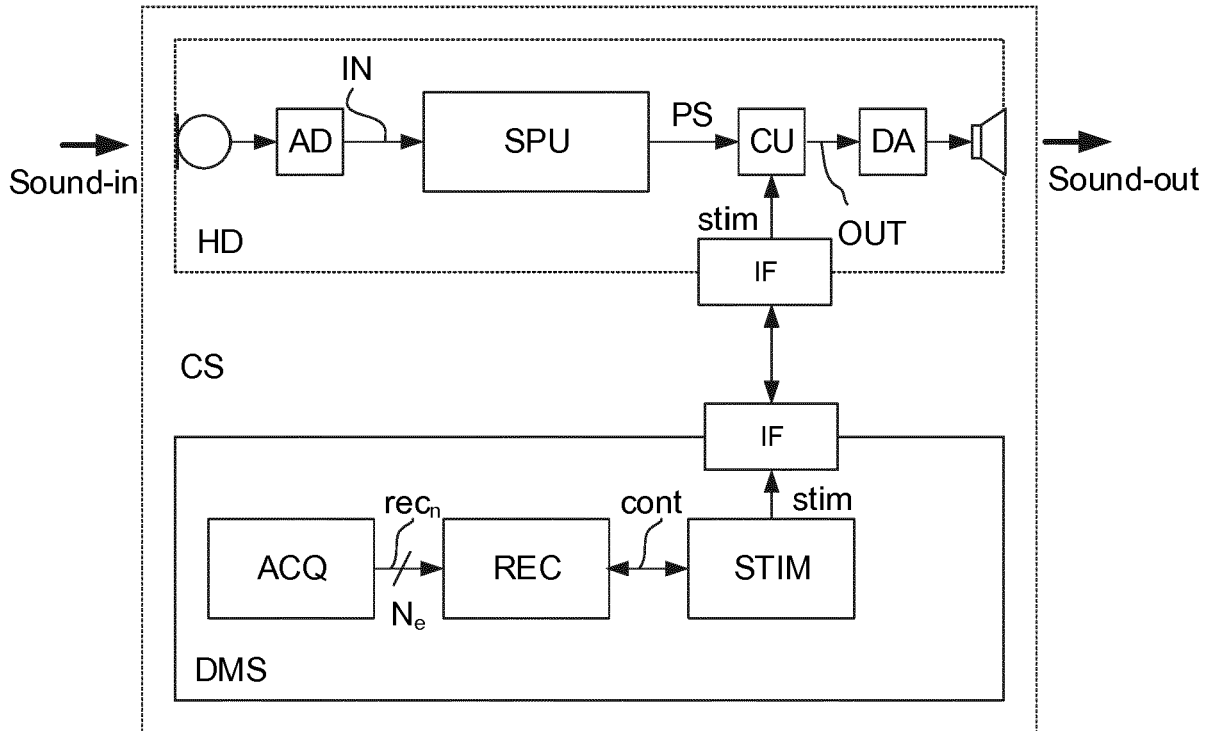 IN
AD
SPU
PS
CU
DA
Sound-in
Sound-out
stim
OUT
HD
IF
CS
IF
stim
recn
cont
ACQ
REC
STIM
Ne
DMS